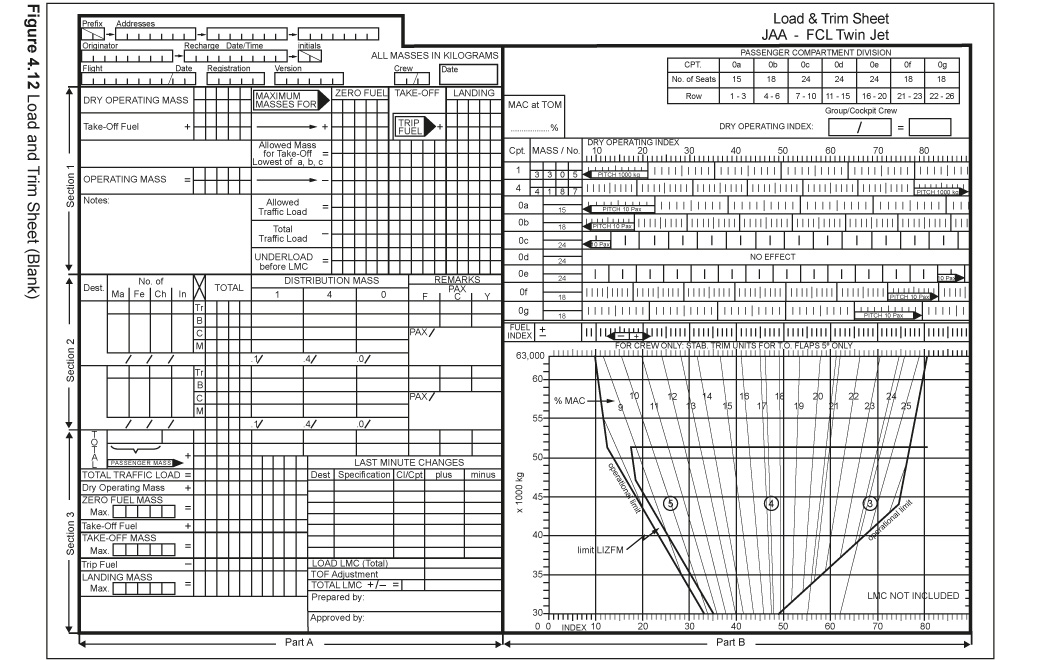 Figure 4.12 Load and Trim Sheet (Blank)
Load & Trim Sheet
JAA - FCL Twin Jet
Prefix Addresses
Originator Recharge Date/Time initials
ALL MASSES IN KILOGRAMS
Flight Date Registration Version Crew Date
Section 1
DRY OPERATING MASS MAXIMUM MASSES FOR ZERO FUEL TAKE-OFF LANDING
Take-Off Fuel + + TRIP FUEL +
Allowed Mass
for Take-Off =
Lowest of a, b, c
OPERATING MASS = −
Notes:
Allowed
Traffic Load =
Total
Traffic Load −
UNDERLOAD
before LMC =
Section 2
Dest. No. of TOTAL DISTRIBUTION MASS REMARKS
Ma Fe Ch In 1 4 0 PAX
F C Y
Tr
B
C PAX/
M
/ / / .1/ .4/ .0/
Tr
B
C PAX/
M
/ / / .1/ .4/ .0/
Section 3
TOTAL
PASSENGER MASS +
TOTAL TRAFFIC LOAD =
Dry Operating Mass +
ZERO FUEL MASS
Max. =
Take-Off Fuel +
TAKE-OFF MASS
Max. =
Trip Fuel −
LANDING MASS
Max. =
LAST MINUTE CHANGES
Dest Specification Cl/Cpt plus minus
LOAD LMC (Total)
TOF Adjustment
TOTAL LMC +/− =
Prepared by:
Approved by:
Part A
PASSENGER COMPARTMENT DIVISION
CPT. 0a 0b 0c 0d 0e 0f 0g
No. of Seats 15 18 24 24 24 18 18
Row 1 - 3 4 - 6 7 - 10 11 - 15 16 - 20 21 - 23 22 - 26
MAC at TOM
..............%
Group/Cockpit Crew
DRY OPERATING INDEX: / =
Cpt. MASS / No. DRY OPERATING INDEX
10 20 60 70 80
1 3 3 0 5 PITCH 1000 kg
4 4 1 8 7 PITCH 1000 kg
0a 15 PITCH 10 Pax
0b 18 PITCH 10 Pax
0c 24 10 Pax
0d 24 NO EFFECT
0e 24 10 Pax
0f 18 PITCH 10 Pax
0g 18 PITCH 10 Pax
FUEL INDEX + − − +
FOR CREW ONLY: STAB. TRIM UNITS FOR T.O. FLAPS 5° ONLY
63,000
60
55
50
45
40
35
30
x 1000 kg
% MAC
9 10 11 12 13 14 15 16 17 18 19 20 21 22 23 24 25
operational limit
5 4 3
operational limit
limit LIZFM
LMC NOT INCLUDED
0 0 INDEX 10 20 30 40 50 60 70 80
Part B